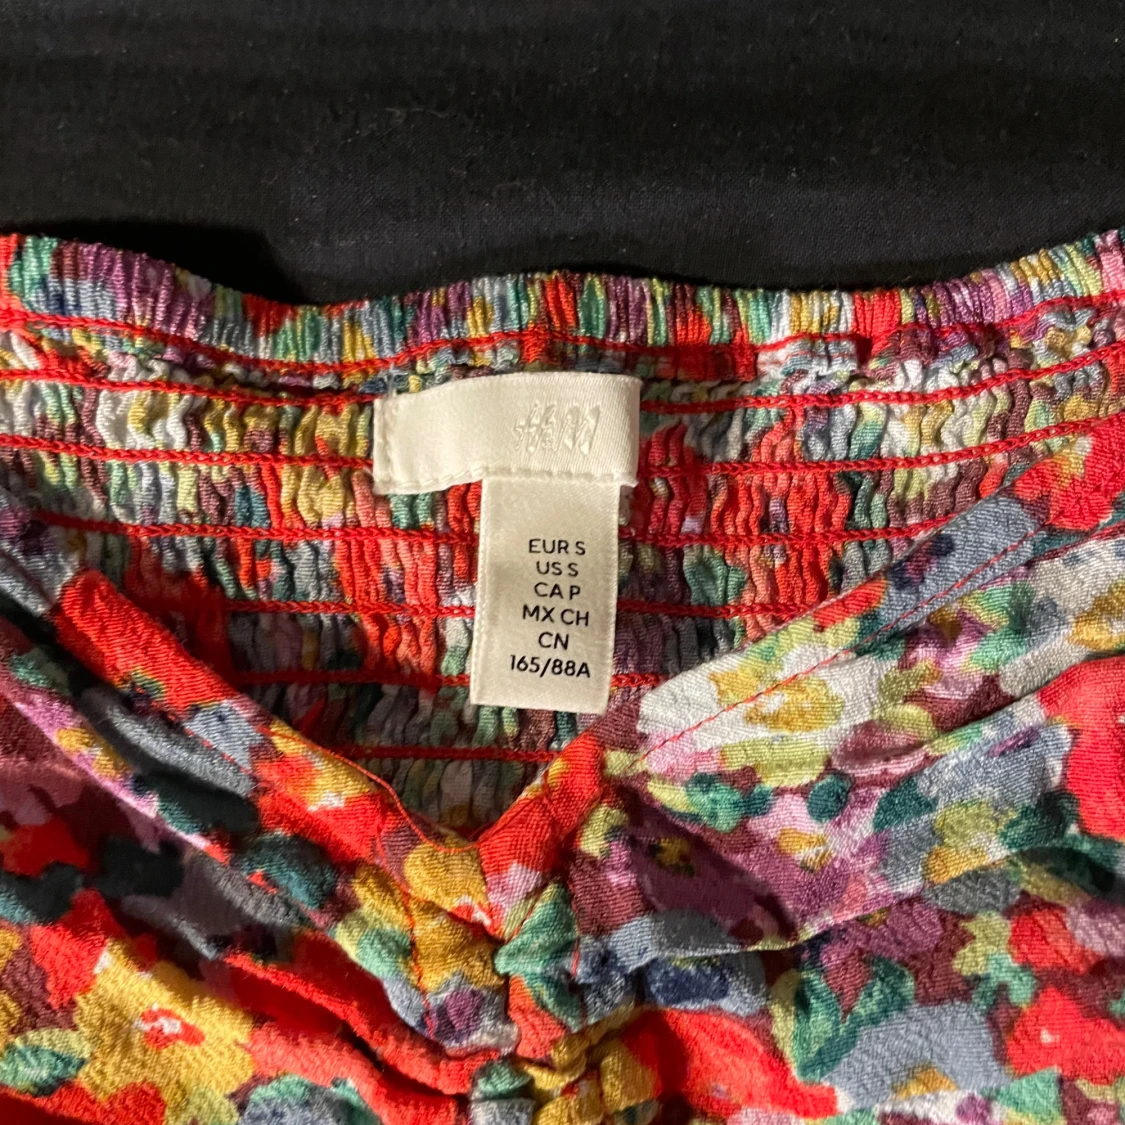 H&M
EUR S
US S
CA P
MX CH
CN
165/88A